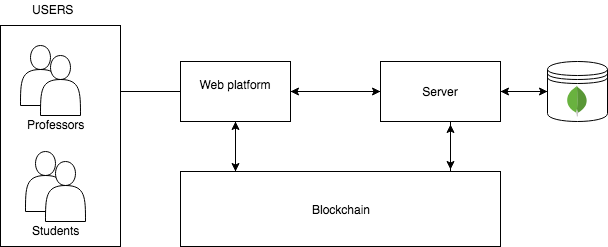 USERS
Professors
Students
Web platform
Server
Blockchain